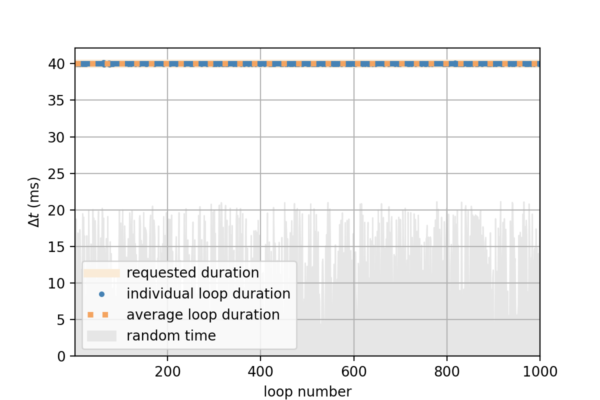 40
35
30
25
20
15
10
5
0
Δt (ms)
requested duration
individual loop duration
average loop duration
random time
200 400 600 800 1000
loop number